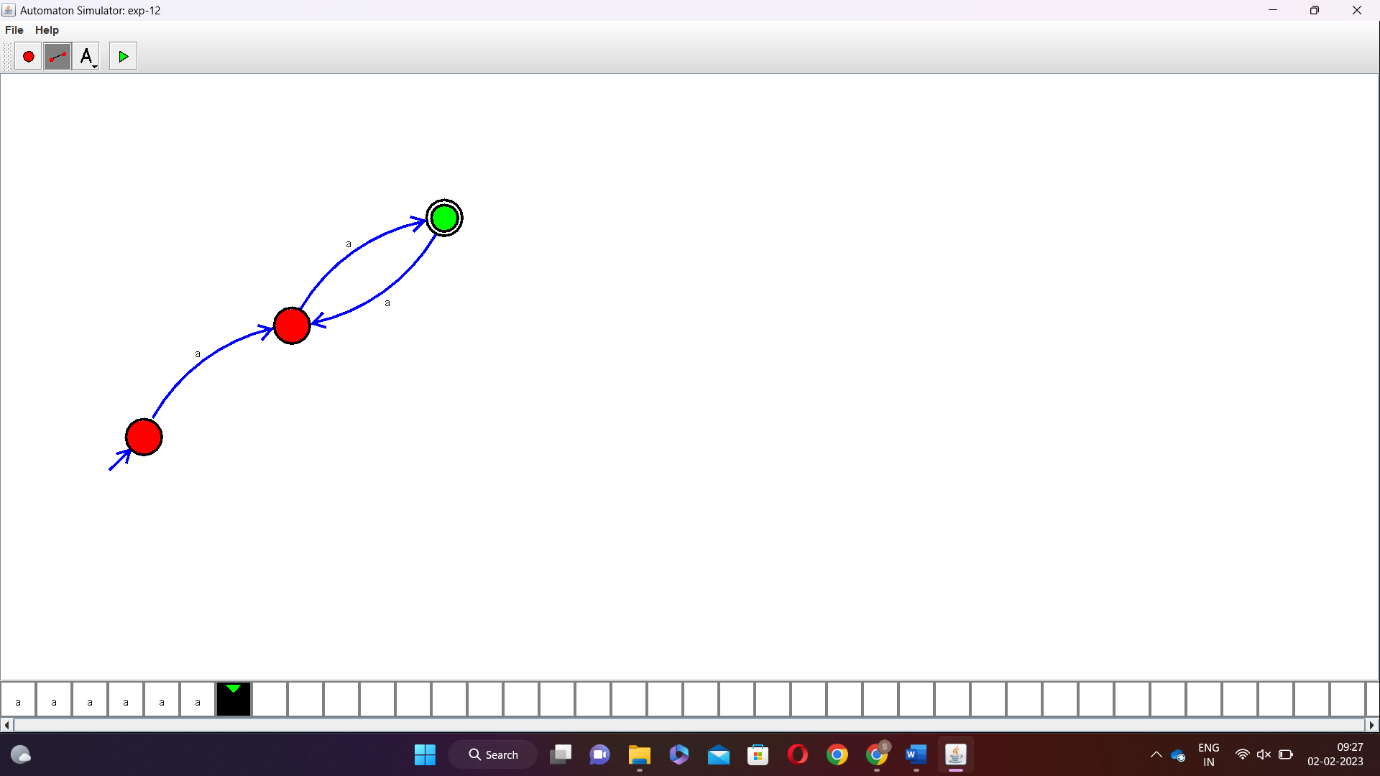 Automaton Simulator: exp-12
File Help
A
a
a
a
a a a a a a
Search
S
W
ENG
IN
09:27
02-02-2023